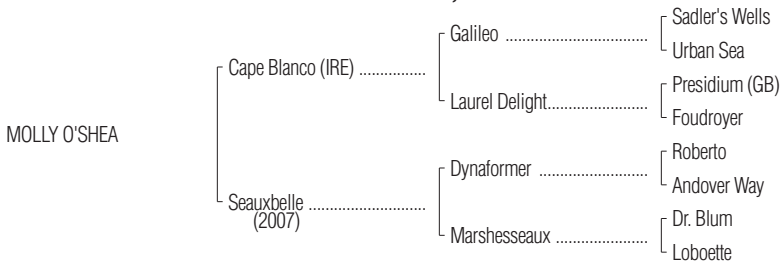 Sadler's Wells
Galileo ......................................
Urban Sea
Cape Blanco (IRE) ..................
Presidium (GB)
Laurel Delight...........................
Foudroyer
MOLLY O'SHEA
Roberto
Dynaformer .............................
Andover Way
Seauxbelle ................................
(2007)
Dr. Blum
Marshesseaux .........................
Loboette